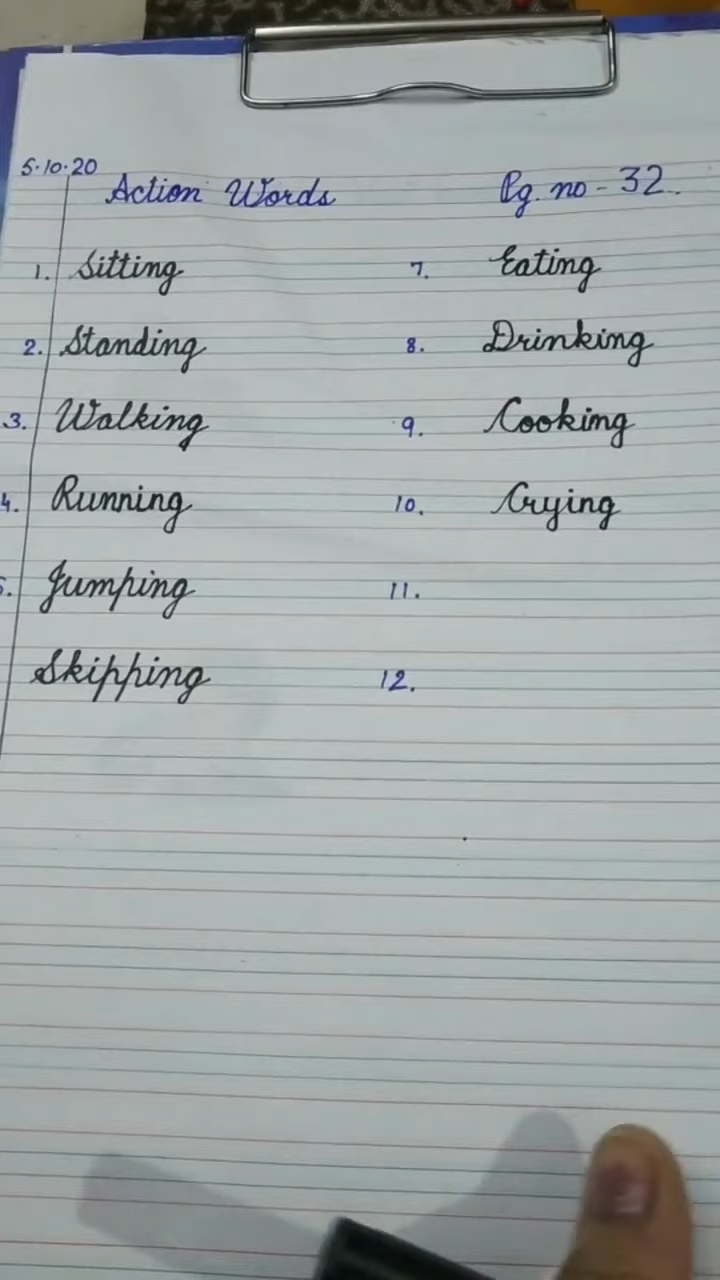 5.10.20
Action Words Pg. no - 32.
1. Sitting 7. Eating
2. Standing 8. Drinking
3. Walking 9. Cooking
4. Running 10. Crying
5. Jumping 11.
Skipping 12.